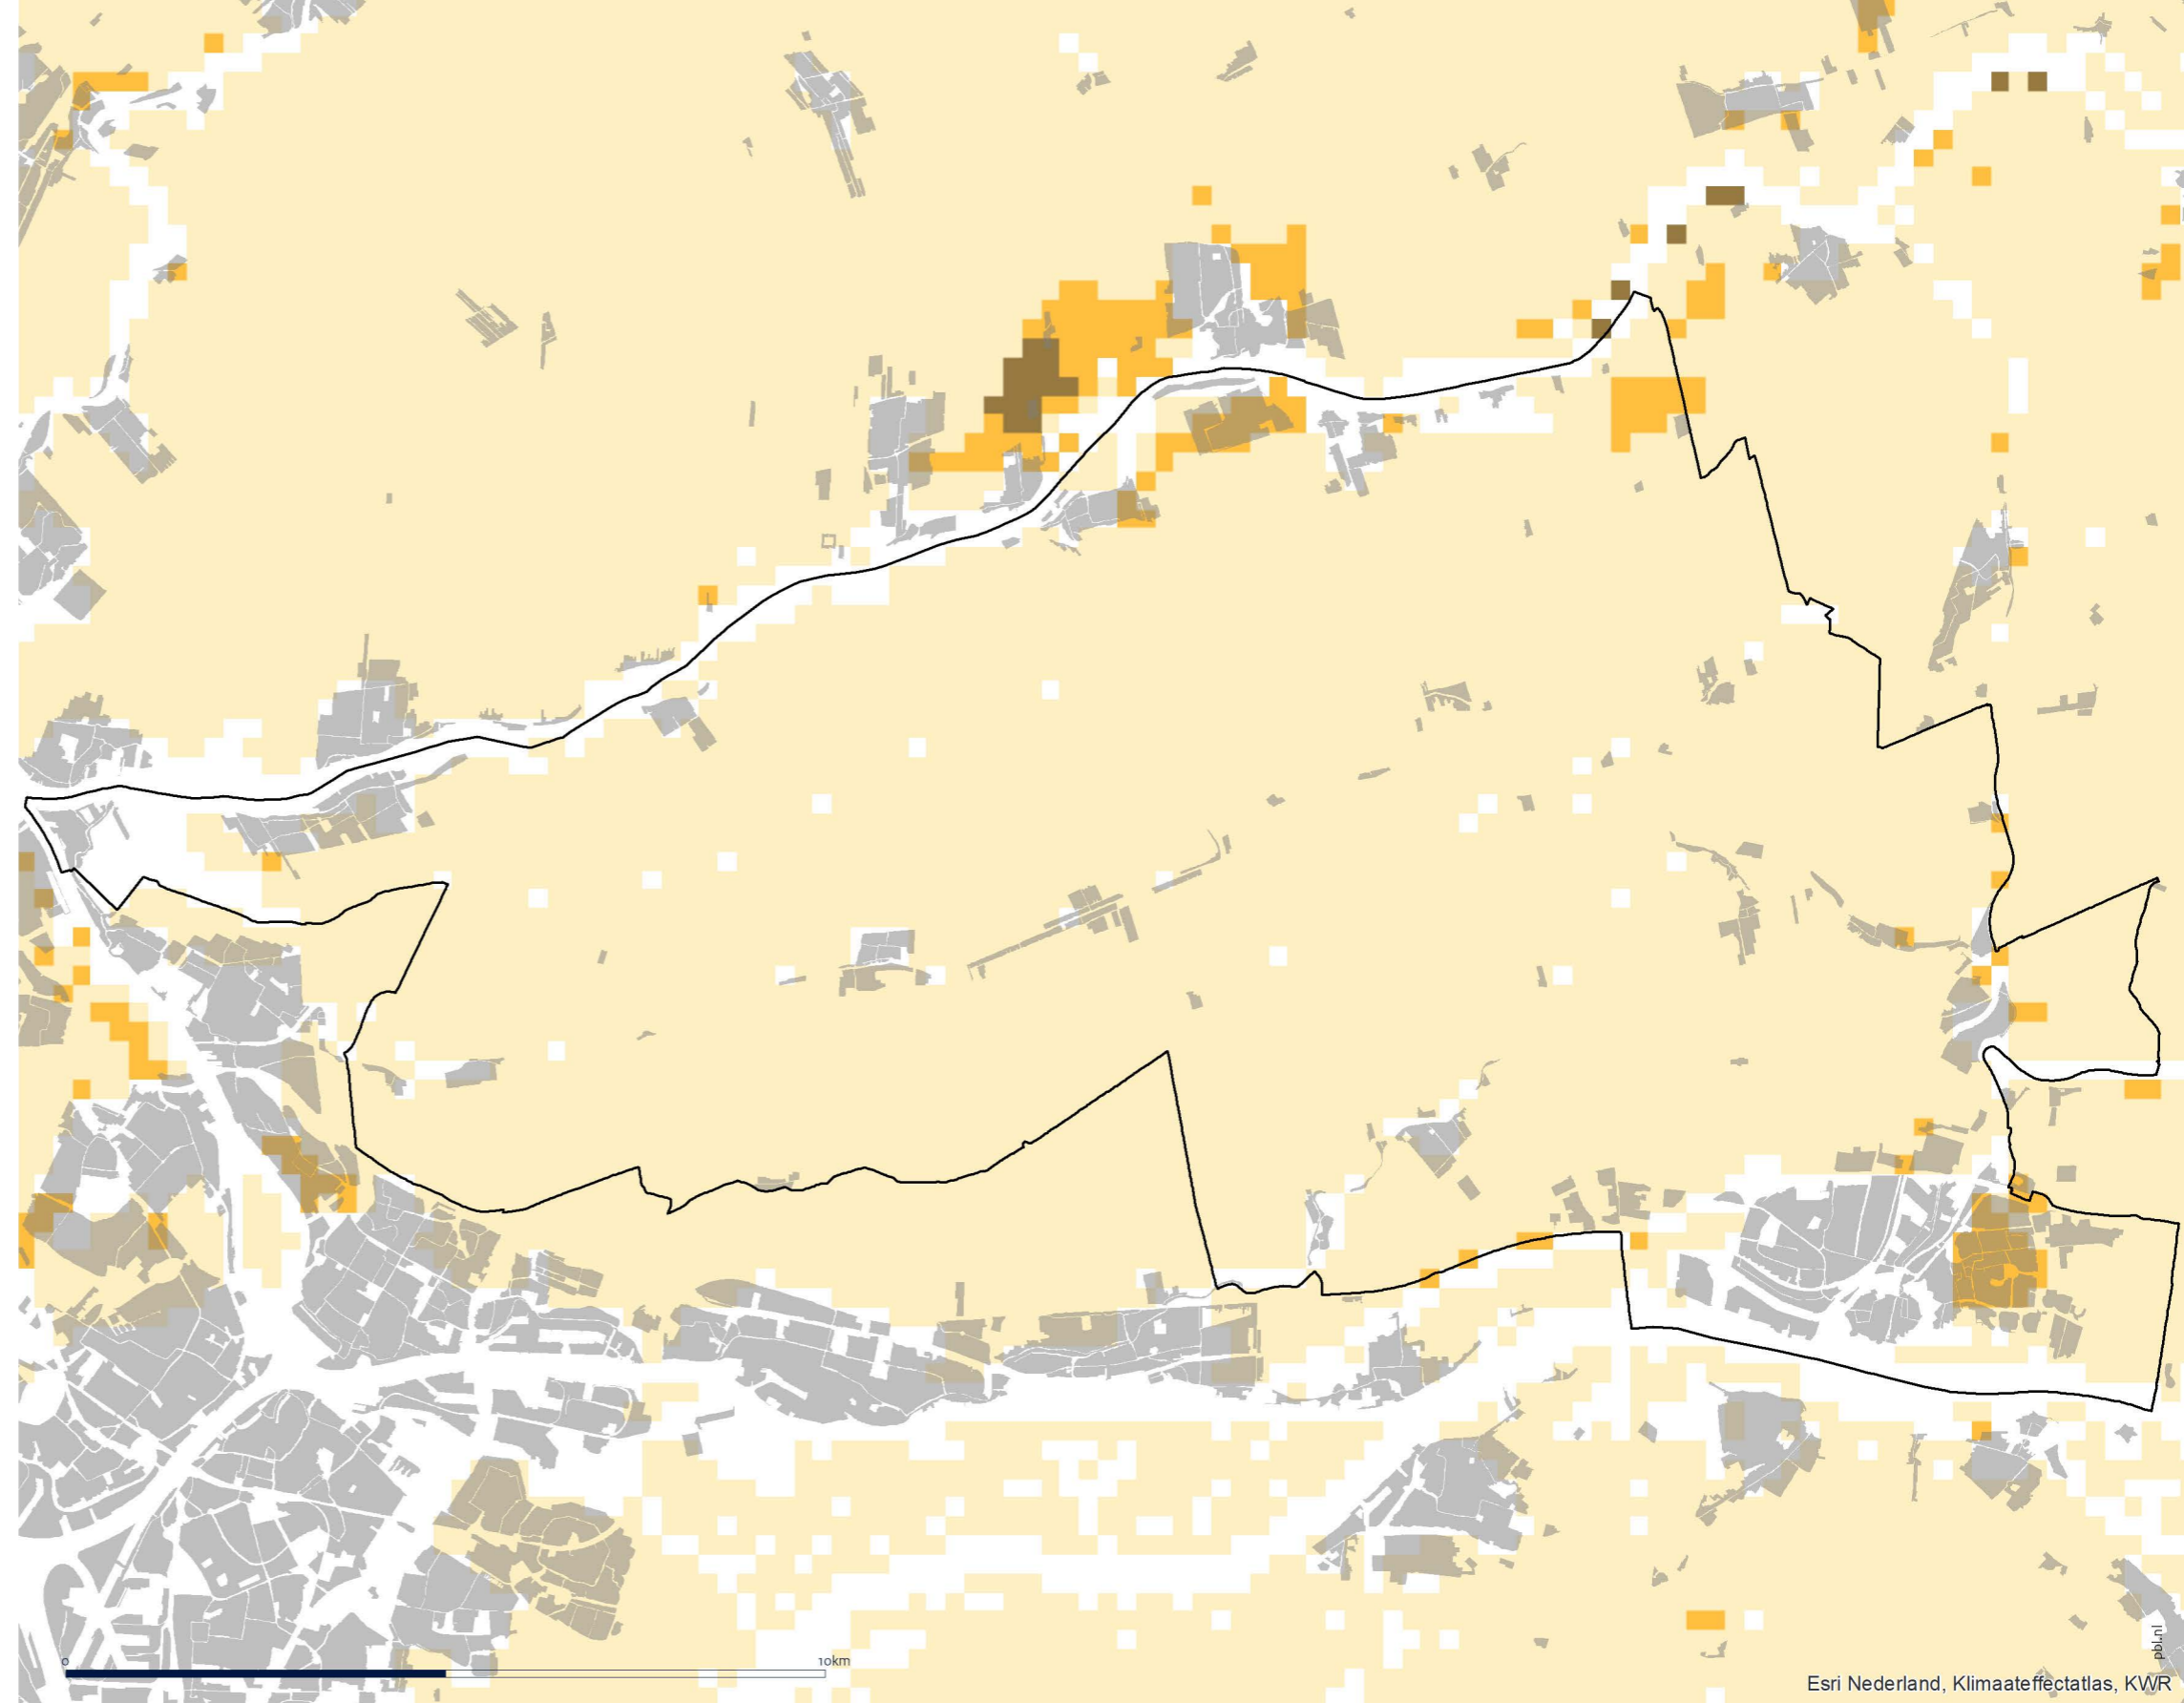 0
10km
pbl.nl
Esri Nederland, Klimaateffectatlas, KWR